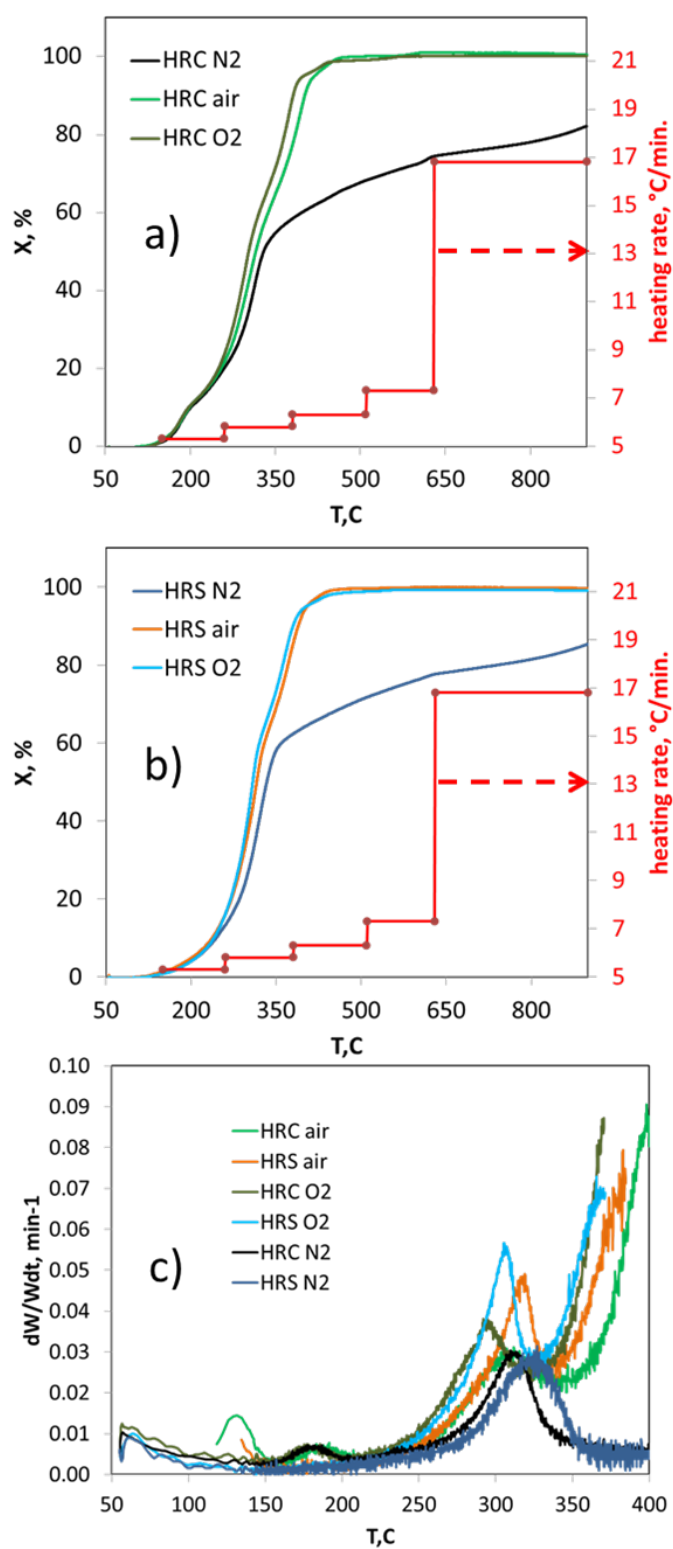 100
80
60
40
20
0
X, %
HRC N2
HRC air
HRC O2
a)
21
19
17
15
13
11
9
7
5
heating rate, °C/min.
50 200 350 500 650 800
T,C
100
80
60
40
20
0
X, %
HRS N2
HRS air
HRS O2
b)
21
19
17
15
13
11
9
7
5
heating rate, °C/min.
50 200 350 500 650 800
T,C
0.10
0.09
0.08
0.07
0.06
0.05
0.04
0.03
0.02
0.01
0.00
dW/Wdt, min-1
HRC air
HRS air
HRC O2
HRS O2
HRC N2
HRS N2
c)
50 100 150 200 250 300 350 400
T,C